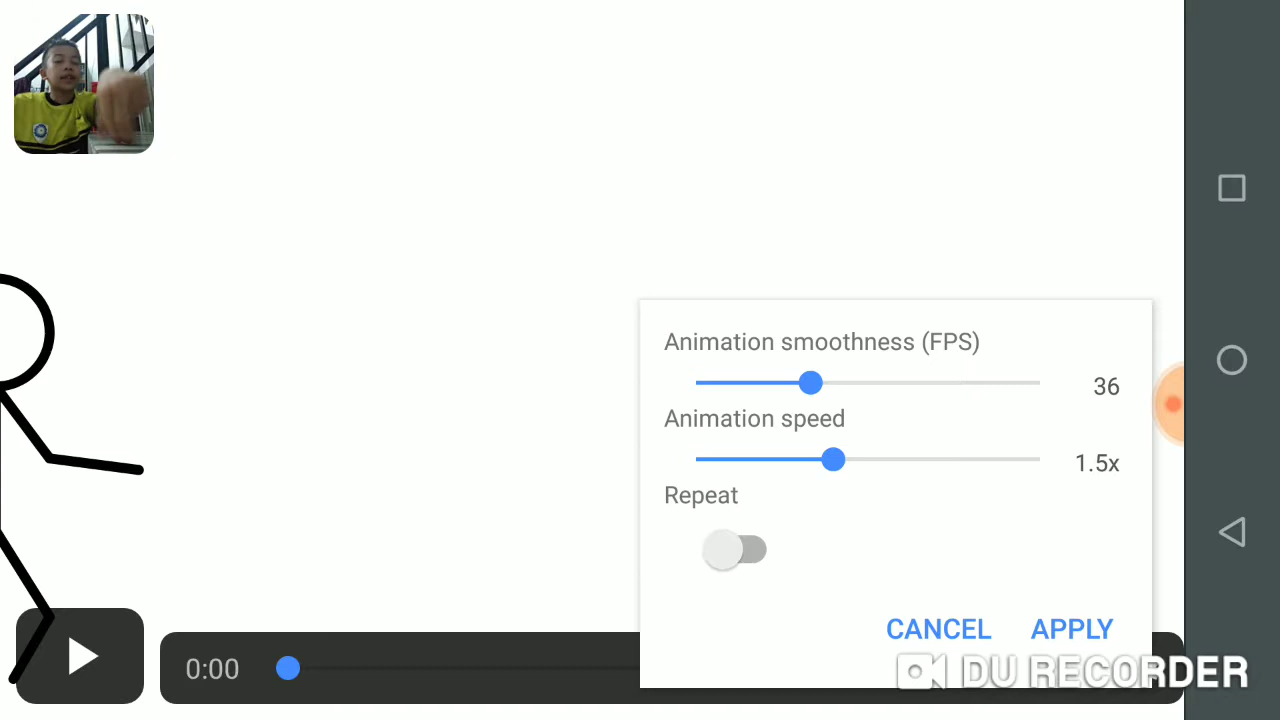 Animation smoothness (FPS)
36
Animation speed
1.5x
Repeat
CANCEL APPLY
0:00
DU RECORDER